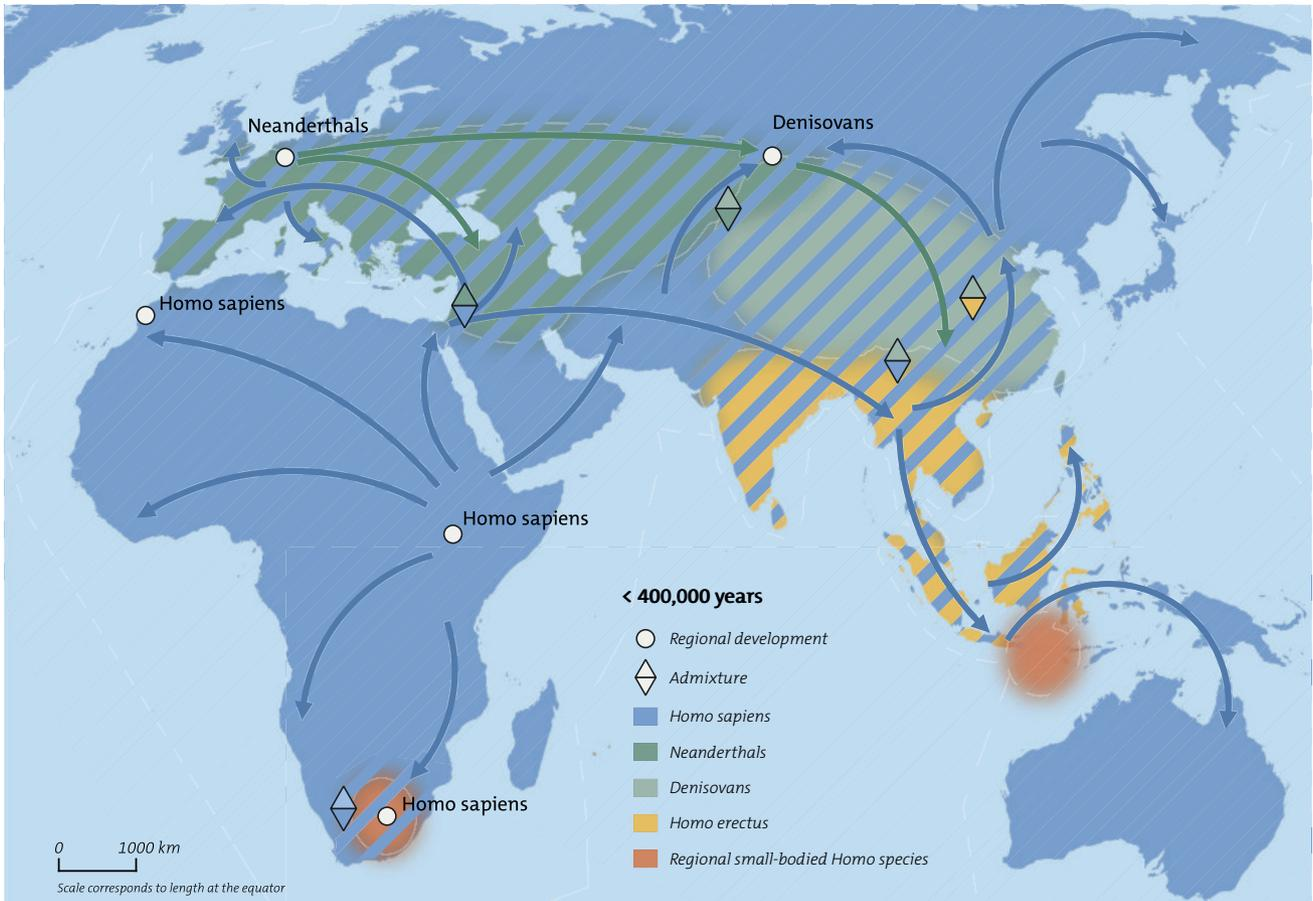 Neanderthals
Denisovans
Homo sapiens
Homo sapiens
< 400,000 years
Regional development
Admixture
Homo sapiens
Neanderthals
Denisovans
Homo erectus
Regional small-bodied Homo species
Homo sapiens
0 1000 km
Scale corresponds to length at the equator